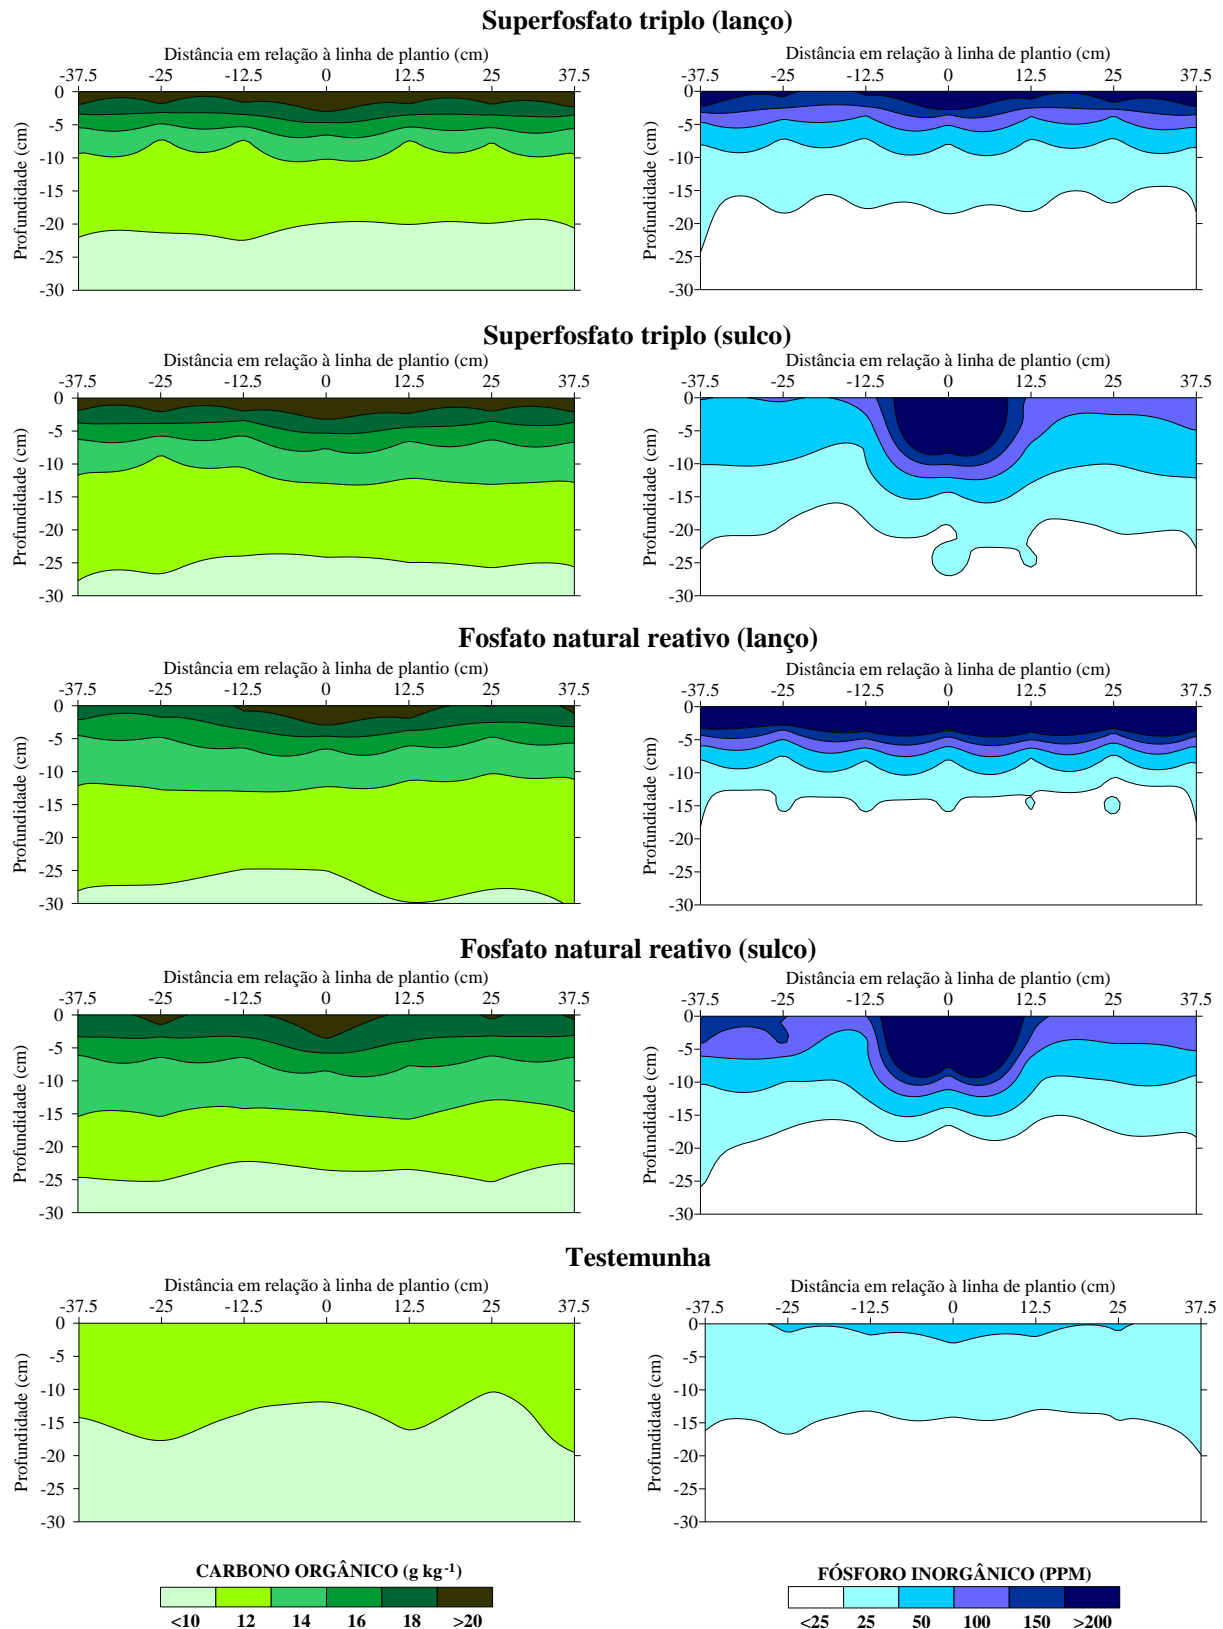 Superfosfato triplo (lanço)
Distância em relação à linha de plantio (cm)
-37.5 -25 -12.5 0 12.5 25 37.5
0
-5
-10
-15
-20
-25
-30
Profundidade (cm)
Distância em relação à linha de plantio (cm)
-37.5 -25 -12.5 0 12.5 25 37.5
0
-5
-10
-15
-20
-25
-30
Profundidade (cm)
Superfosfato triplo (sulco)
Distância em relação à linha de plantio (cm)
-37.5 -25 -12.5 0 12.5 25 37.5
0
-5
-10
-15
-20
-25
-30
Profundidade (cm)
Distância em relação à linha de plantio (cm)
-37.5 -25 -12.5 0 12.5 25 37.5
0
-5
-10
-15
-20
-25
-30
Profundidade (cm)
Fosfato natural reativo (lanço)
Distância em relação à linha de plantio (cm)
-37.5 -25 -12.5 0 12.5 25 37.5
0
-5
-10
-15
-20
-25
-30
Profundidade (cm)
Distância em relação à linha de plantio (cm)
-37.5 -25 -12.5 0 12.5 25 37.5
0
-5
-10
-15
-20
-25
-30
Profundidade (cm)
Fosfato natural reativo (sulco)
Distância em relação à linha de plantio (cm)
-37.5 -25 -12.5 0 12.5 25 37.5
0
-5
-10
-15
-20
-25
-30
Profundidade (cm)
Distância em relação à linha de plantio (cm)
-37.5 -25 -12.5 0 12.5 25 37.5
0
-5
-10
-15
-20
-25
-30
Profundidade (cm)
Testemunha
Distância em relação à linha de plantio (cm)
-37.5 -25 -12.5 0 12.5 25 37.5
0
-5
-10
-15
-20
-25
-30
Profundidade (cm)
Distância em relação à linha de plantio (cm)
-37.5 -25 -12.5 0 12.5 25 37.5
0
-5
-10
-15
-20
-25
-30
Profundidade (cm)
CARBONO ORGÂNICO (g kg-1)
<10 12 14 16 18 >20
FÓSFORO INORGÂNICO (PPM)
<25 25 50 100 150 >200